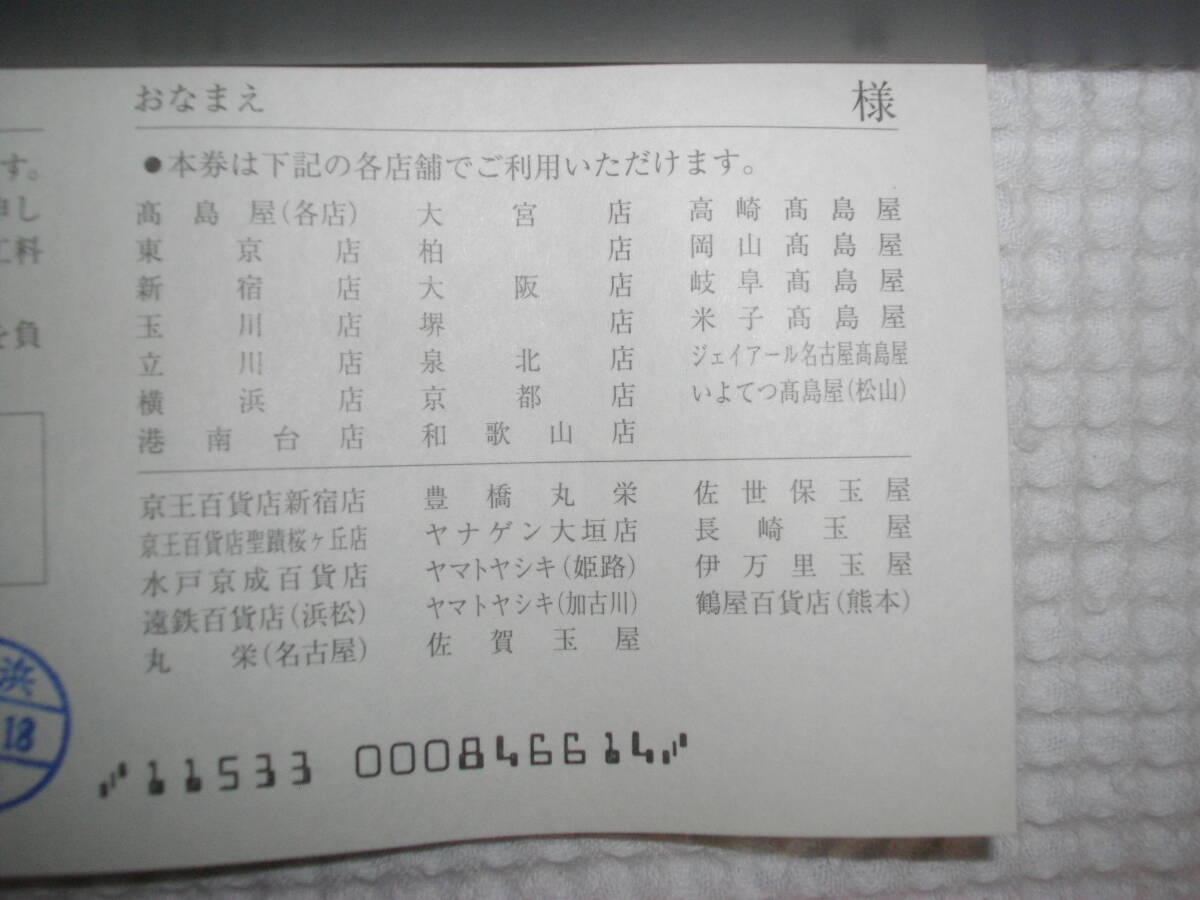 おなまえ 様
す。
申し
工料
を負
●本券は下記の各店舗でご利用いただけます。
髙島屋(各店) 大宮店 高崎髙島屋
東京店 柏店 岡山髙島屋
新宿店 大阪店 岐阜髙島屋
玉川店 堺店 米子髙島屋
立川店 泉北店 ジェイアール名古屋髙島屋
横浜店 京都店 いよてつ髙島屋(松山)
港南台店 和歌山店
京王百貨店新宿店 豊橋丸栄 佐世保玉屋
京王百貨店聖蹟桜ヶ丘店 ヤナゲン大垣店 長崎玉屋
水戸京成百貨店 ヤマトヤシキ(姫路) 伊万里玉屋
遠鉄百貨店(浜松) ヤマトヤシキ(加古川) 鶴屋百貨店(熊本)
丸栄(名古屋) 佐賀玉屋
浜
18
11533 000846614